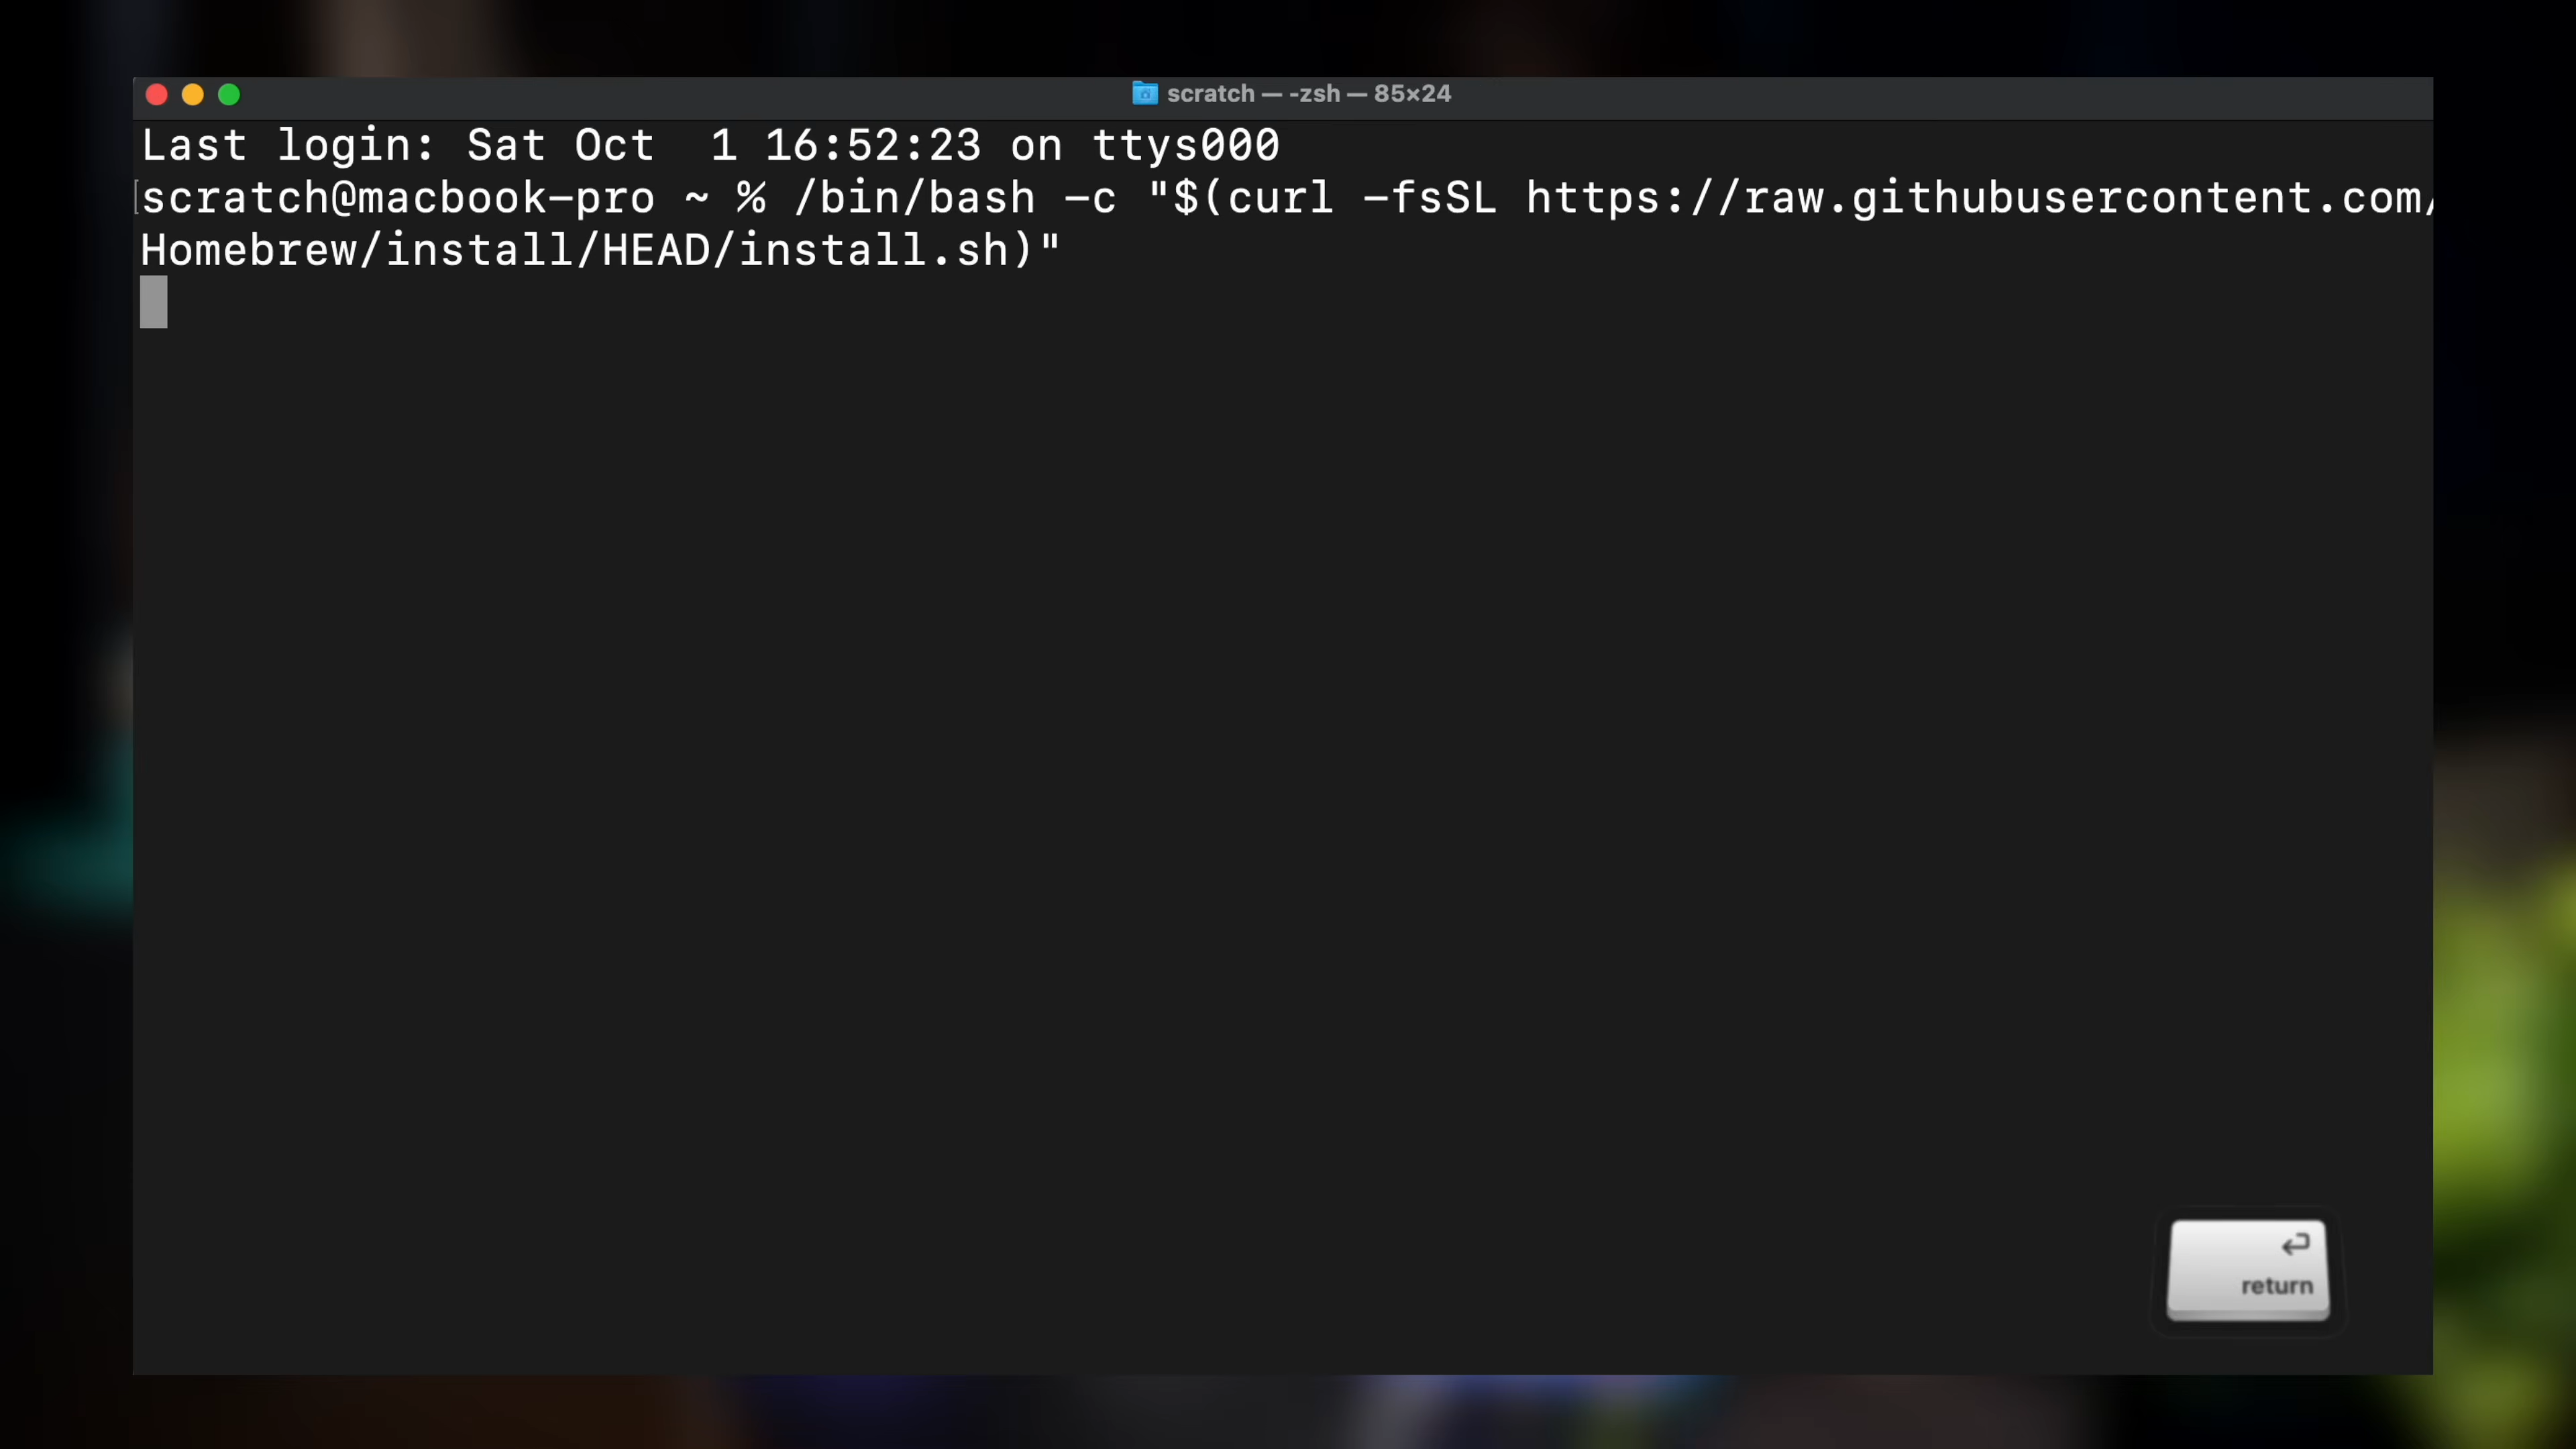 scratch — -zsh — 85×24
Last login: Sat Oct  1 16:52:23 on ttys000
scratch@macbook-pro ~ % /bin/bash -c "$(curl -fsSL https://raw.githubusercontent.com/
Homebrew/install/HEAD/install.sh)"
return